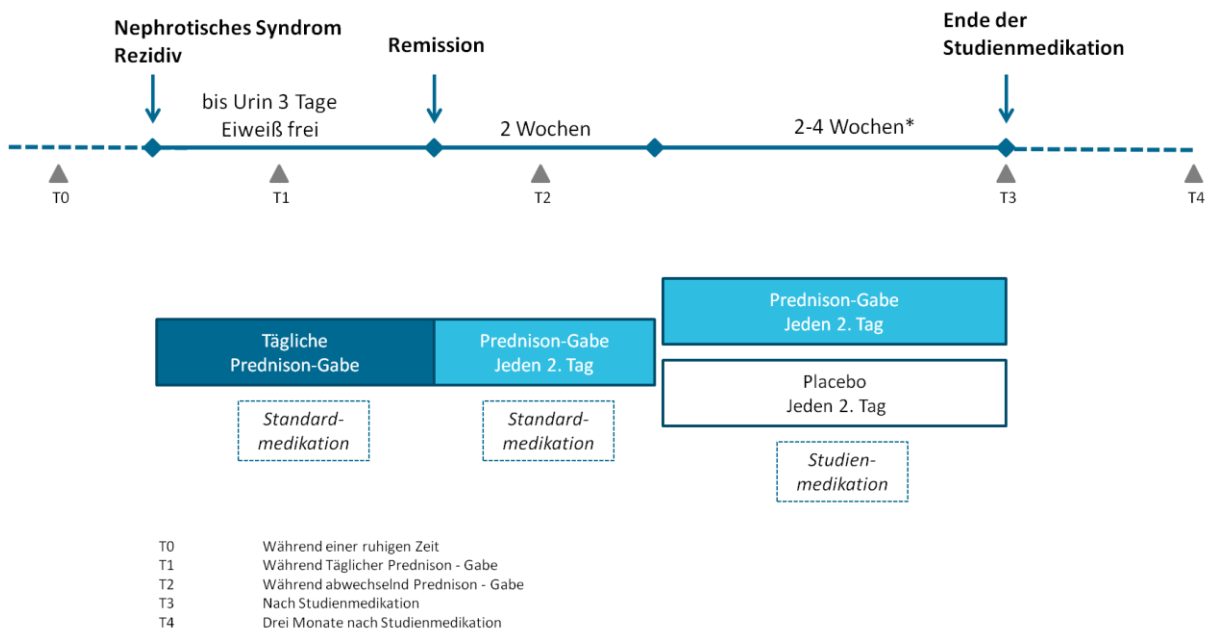 Nephrotisches Syndrom
Rezidiv
Remission
Ende der
Studienmedikation
bis Urin 3 Tage
Eiweiß frei
2 Wochen
2-4 Wochen*
T0
T1
T2
T3
T4
Tägliche
Prednison-Gabe
Prednison-Gabe
Jeden 2. Tag
Prednison-Gabe
Jeden 2. Tag
Placebo
Jeden 2. Tag
Standard-
medikation
Standard-
medikation
Studien-
medikation
T0 Während einer ruhigen Zeit
T1 Während Täglicher Prednison - Gabe
T2 Während abwechselnd Prednison - Gabe
T3 Nach Studienmedikation
T4 Drei Monate nach Studienmedikation